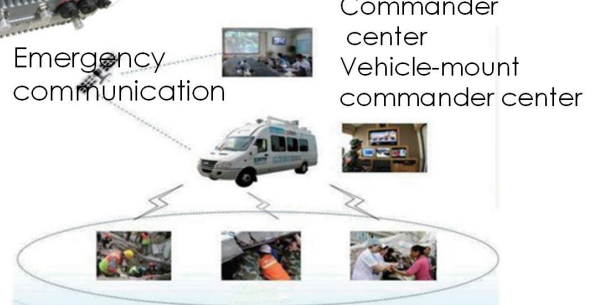 Commander
center
Emergency
communication
Vehicle-mount
commander center